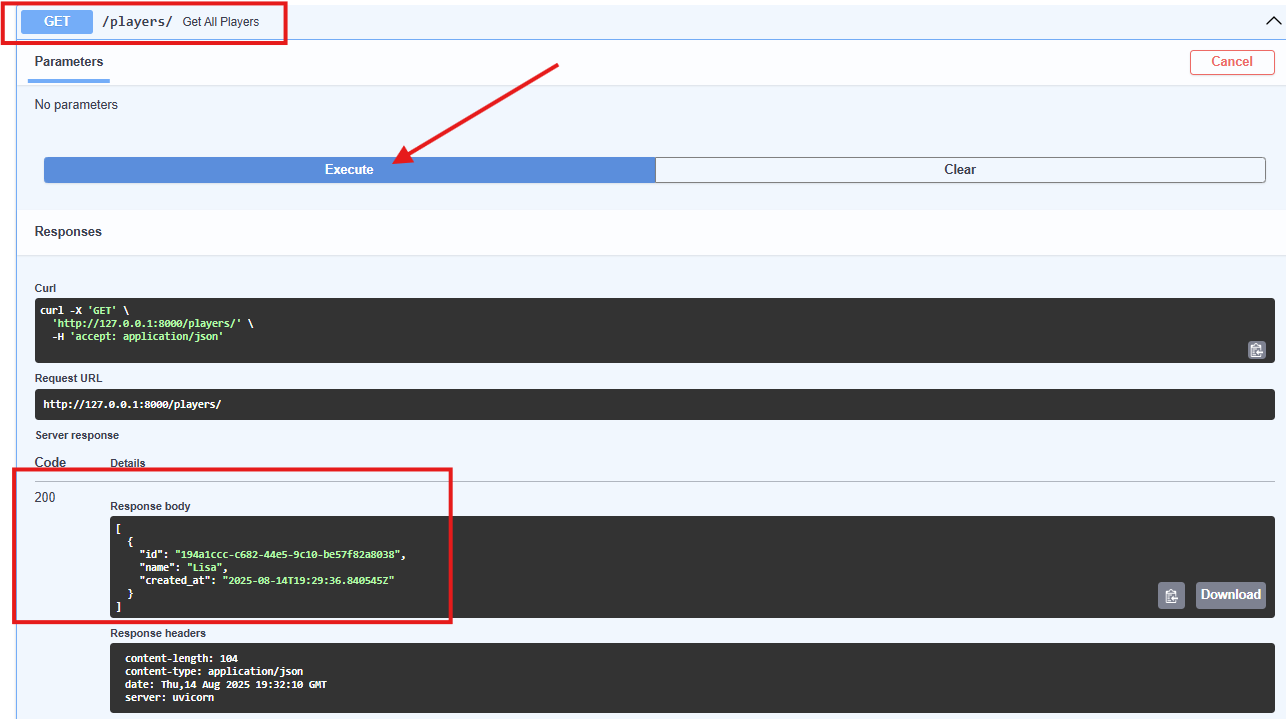 GET /players/ Get All Players
Parameters
Cancel
No parameters
Execute
Clear
Responses
Curl
curl -X 'GET' \
  'http://127.0.0.1:8000/players/' \
  -H 'accept: application/json'
Request URL
http://127.0.0.1:8000/players/
Server response
Code Details
200
Response body
[
  {
    "id": "194a1ccc-c682-44e5-9c10-be57f82a8038",
    "name": "Lisa",
    "created_at": "2025-08-14T19:29:36.840545Z"
  }
]
Download
Response headers
content-length: 104
content-type: application/json
date: Thu,14 Aug 2025 19:32:10 GMT
server: uvicorn